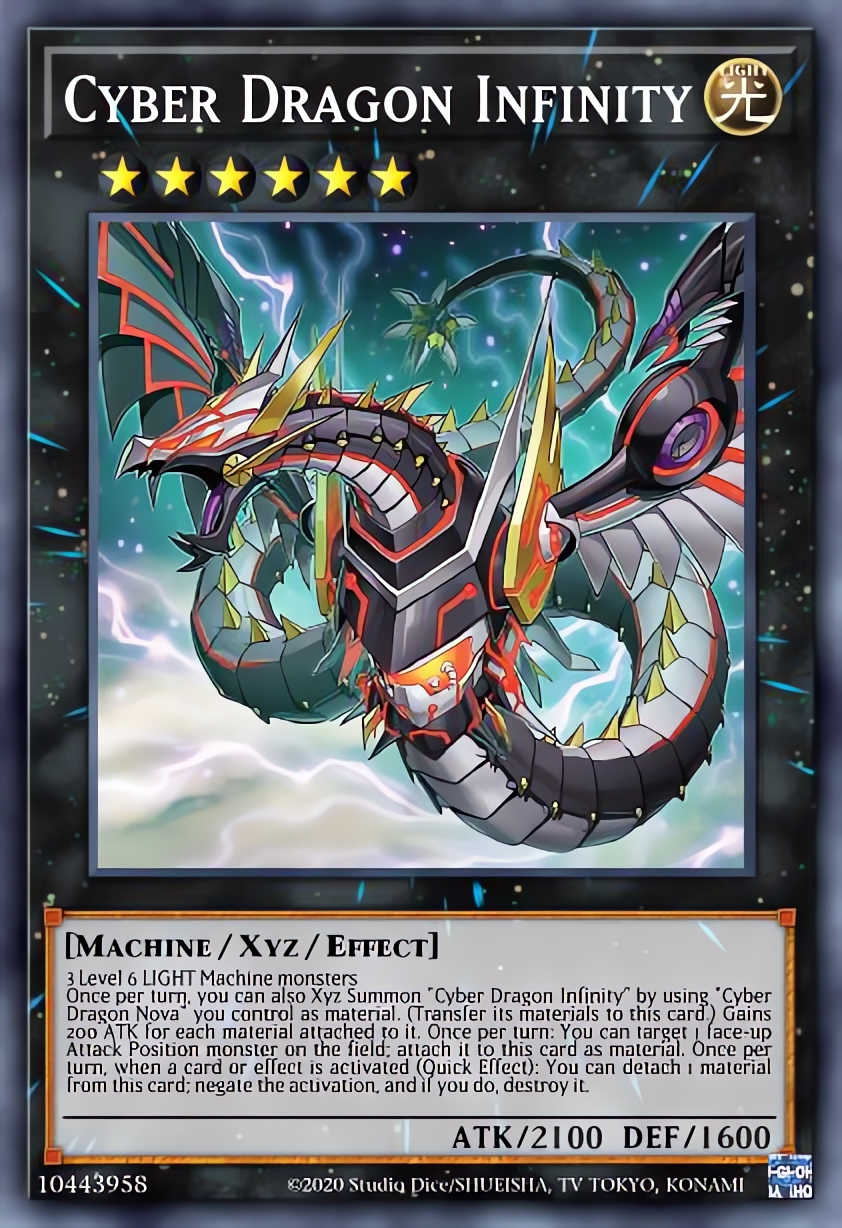 CYBER DRAGON INFINITY
LIGHT
光
[MACHINE / XYZ / EFFECT]
3 Level 6 LIGHT Machine monsters
Once per turn, you can also Xyz Summon "Cyber Dragon Infinity" by using "Cyber
Dragon Nova" you control as material. (Transfer its materials to this card.) Gains
200 ATK for each material attached to it. Once per turn: You can target 1 face-up
Attack Position monster on the field; attach it to this card as material. Once per
turn, when a card or effect is activated (Quick Effect): You can detach 1 material
from this card; negate the activation, and if you do, destroy it.
ATK/2100 DEF/1600
10443958
©2020 Studio Dice/SHUEISHA, TV TOKYO, KONAMI